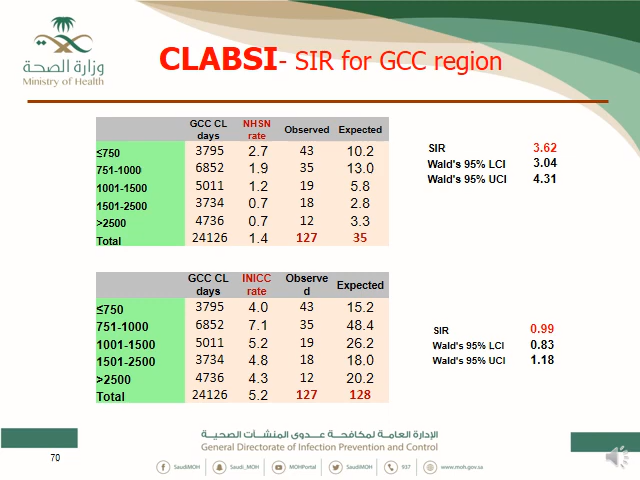 وزارة الصحة
Ministry of Health
CLABSI- SIR for GCC region
GCC CL days NHSN rate Observed Expected
≤750 3795 2.7 43 10.2
751-1000 6852 1.9 35 13.0
1001-1500 5011 1.2 19 5.8
1501-2500 3734 0.7 18 2.8
>2500 4736 0.7 12 3.3
Total 24126 1.4 127 35
SIR 3.62
Wald's 95% LCI 3.04
Wald's 95% UCI 4.31
GCC CL days INICC rate Observe d Expected
≤750 3795 4.0 43 15.2
751-1000 6852 7.1 35 48.4
1001-1500 5011 5.2 19 26.2
1501-2500 3734 4.8 18 18.0
>2500 4736 4.3 12 20.2
Total 24126 5.2 127 128
SIR 0.99
Wald's 95% LCI 0.83
Wald's 95% UCI 1.18
الإدارة العامة لمكافحة عدوى المنشآت الصحية
General Directorate of Infection Prevention and Control
70
SaudiMOH Saudi_MOH MOHPortal SaudiMOH 937 www.moh.gov.sa